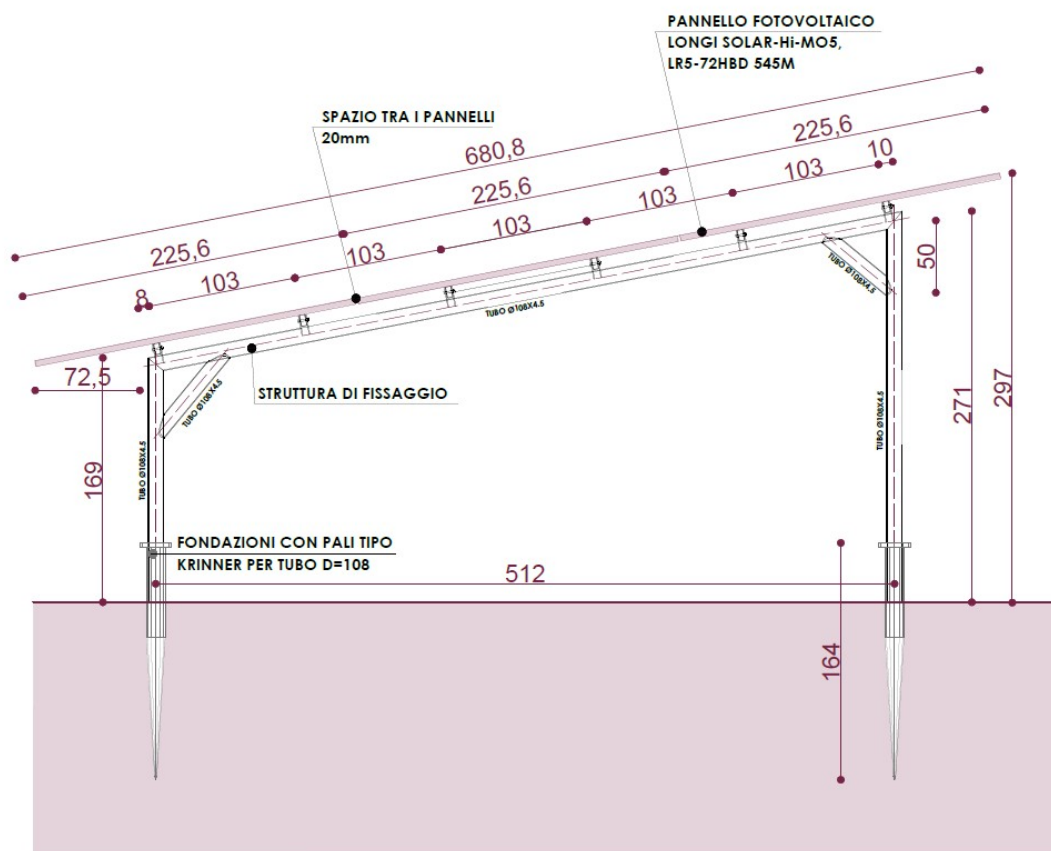 PANNELLO FOTOVOLTAICO
LONGI SOLAR-Hi-MO5,
LR5-72HBD 545M
SPAZIO TRA I PANNELLI
20mm
680,8
225,6
10
225,6
103
103
225,6
103
103
103
8
50
TUBO Ø108X4.5
TUBO Ø108X4.5
72,5
STRUTTURA DI FISSAGGIO
TUBO Ø108X4.5
271
297
TUBO Ø108X4.5
TUBO Ø108X4.5
169
FONDAZIONI CON PALI TIPO
KRINNER PER TUBO D=108
512
164